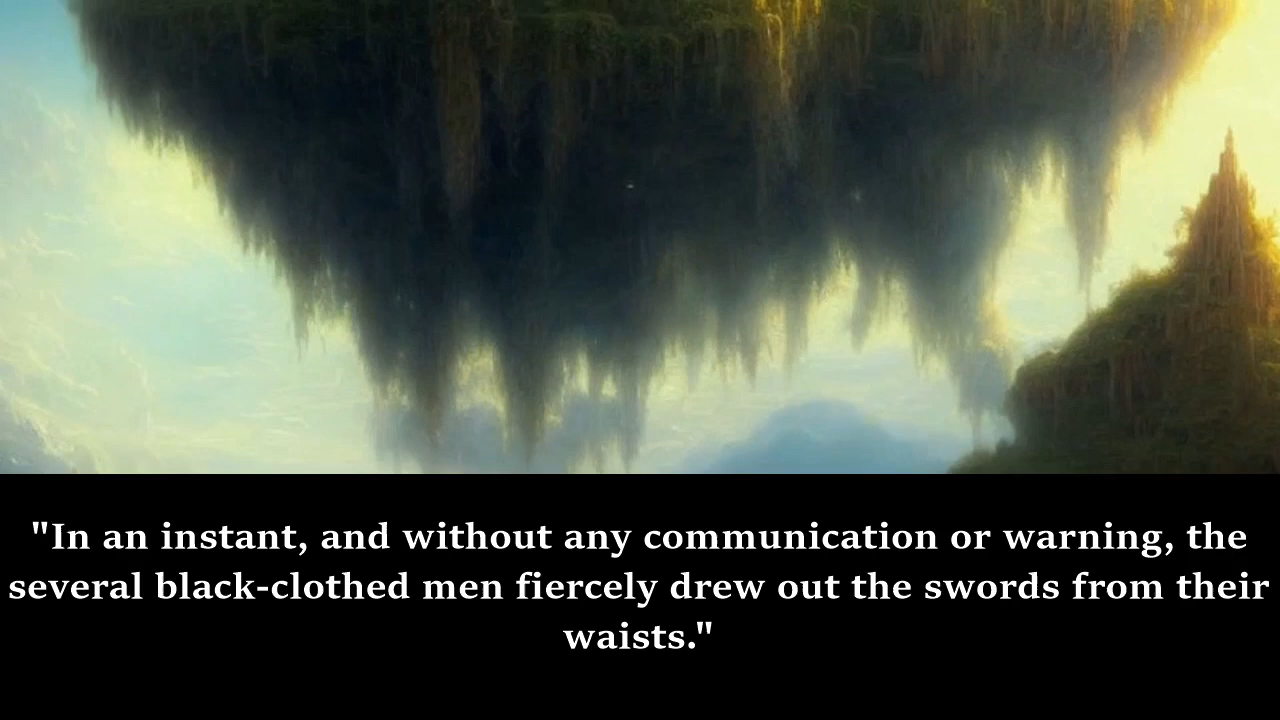 "In an instant, and without any communication or warning, the
several black-clothed men fiercely drew out the swords from their
waists."